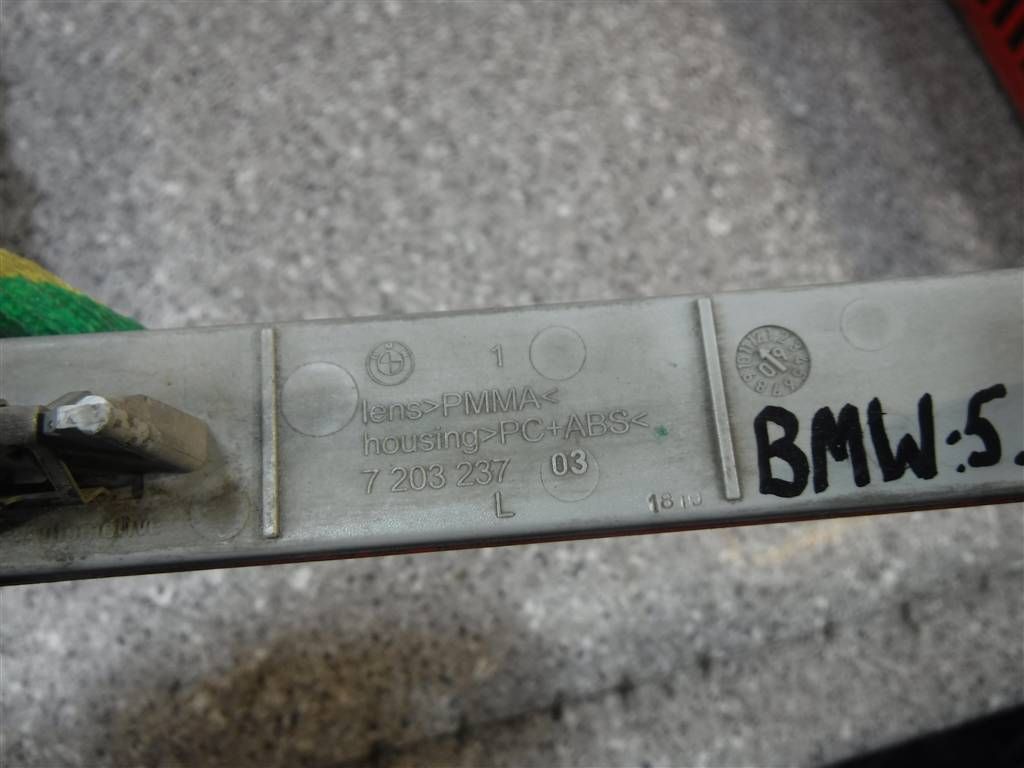 1
lens>PMMA<
housing>PC+ABS<
7 203 237 03
L
BMW:5.